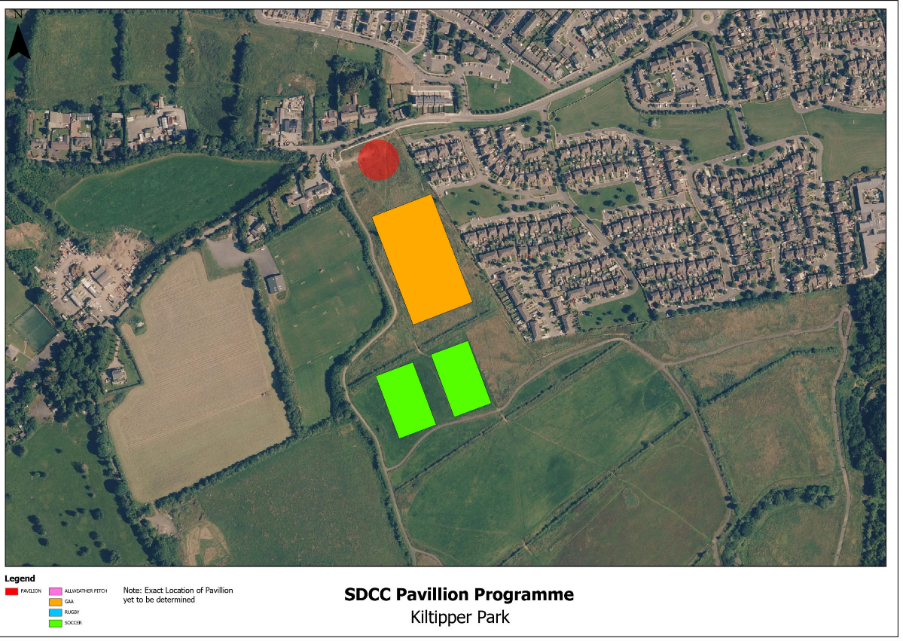 N
Legend
PAVILION
ALLWEATHER PITCH
GAA
RUGBY
SOCCER
Note: Exact Location of Pavillion
yet to be determined
SDCC Pavillion Programme
Kiltipper Park